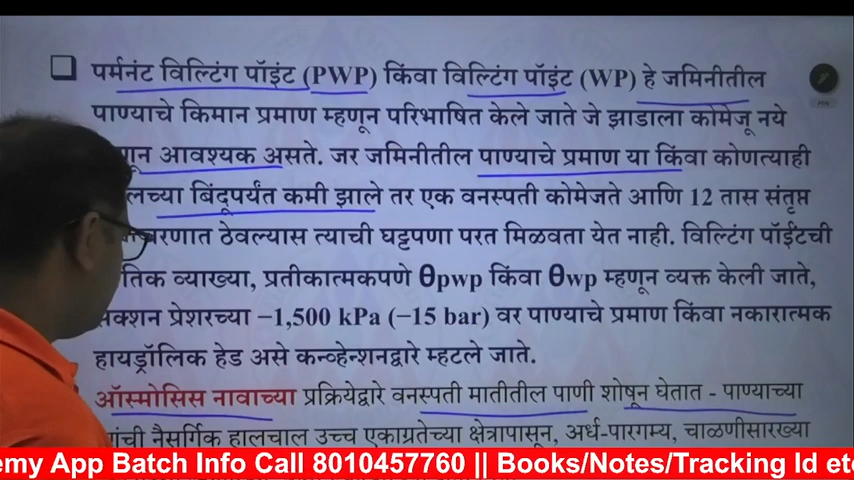 पर्मनंट विल्टिंग पॉइंट (PWP) किंवा विल्टिंग पॉइंट (WP) हे जमिनीतील
पाण्याचे किमान प्रमाण म्हणून परिभाषित केले जाते जे झाडाला कोमेजू नये
आवश्यक असते. जर जमिनीतील पाण्याचे प्रमाण या किंवा कोणत्याही
बिंदूपर्यंत कमी झाले तर एक वनस्पती कोमेजते आणि 12 तास संतृप्त
ठेवल्यास त्याची घट्टपणा परत मिळवता येत नाही. विल्टिंग पॉईंटची
व्याख्या, प्रतीकात्मकपणे θpwp किंवा θwp म्हणून व्यक्त केली जाते,
प्रेशरच्या −1,500 kPa (−15 bar) वर पाण्याचे प्रमाण किंवा नकारात्मक
हायड्रॉलिक हेड असे कन्व्हेन्शनद्वारे म्हटले जाते.
ऑस्मोसिस नावाच्या प्रक्रियेद्वारे वनस्पती मातीतील पाणी शोषून घेतात - पाण्याच्या
नैसर्गिक हालचाल उच्च एकाग्रतेच्या क्षेत्रापासून, अर्ध-पारगम्य, चाळणीसारख्या
emy App Batch Info Call 8010457760 || Books/Notes/Tracking Id etc